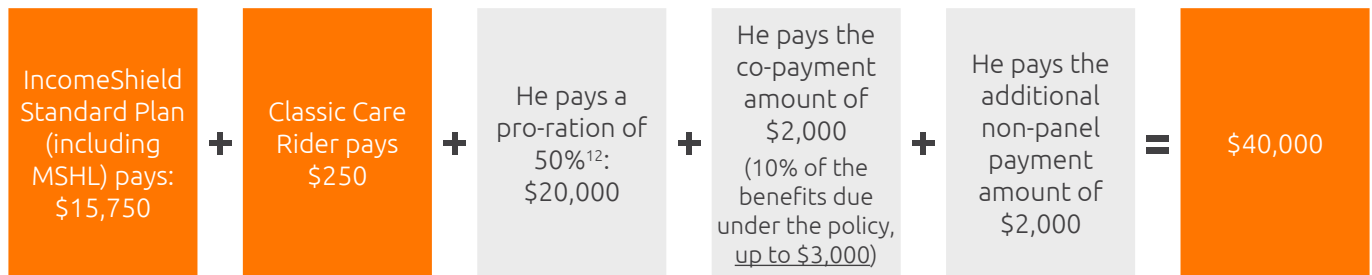 IncomeShield
Standard Plan
(including
MSHL) pays:
$15,750
+
Classic Care
Rider pays
$250
+
He pays a
pro-ration of
50%¹²:
$20,000
+
He pays the
co-payment
amount of
$2,000
(10% of the
benefits due
under the policy,
up to $3,000)
+
He pays the
additional
non-panel
payment
amount of
$2,000
=
$40,000